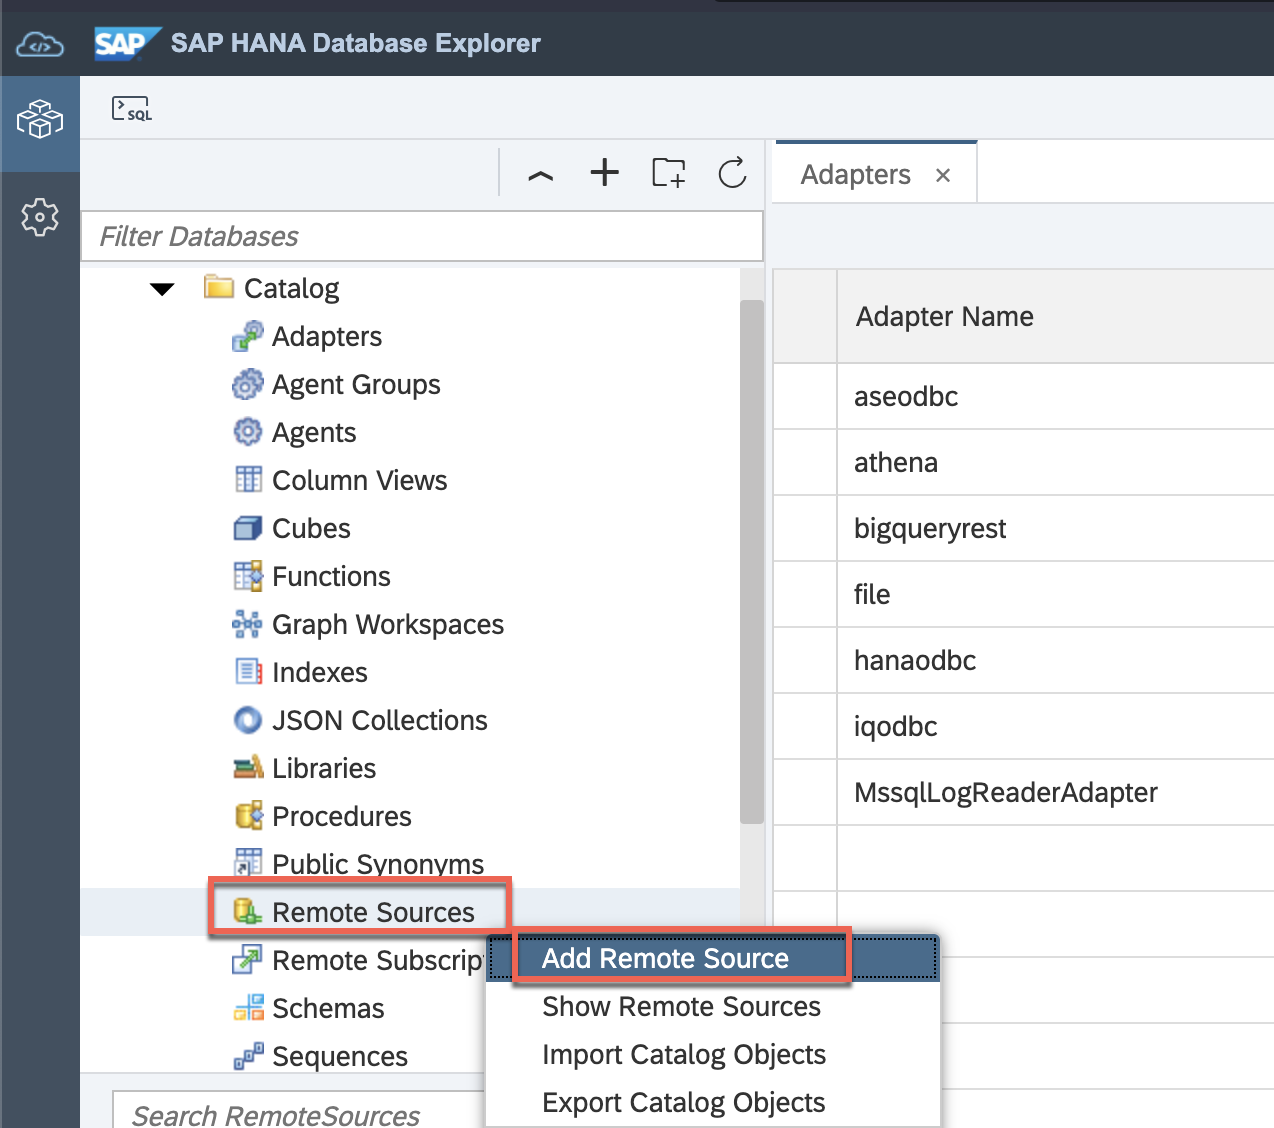 SAP SAP HANA Database Explorer
SQL
Filter Databases
Catalog
Adapters
Agent Groups
Agents
Column Views
Cubes
Functions
Graph Workspaces
Indexes
JSON Collections
Libraries
Procedures
Public Synonyms
Remote Sources
Remote Subscrip
Schemas
Sequences
Search RemoteSources
Add Remote Source
Show Remote Sources
Import Catalog Objects
Export Catalog Objects
Adapters ×
Adapter Name
aseodbc
athena
bigqueryrest
file
hanaodbc
iqodbc
MssqlLogReaderAdapter